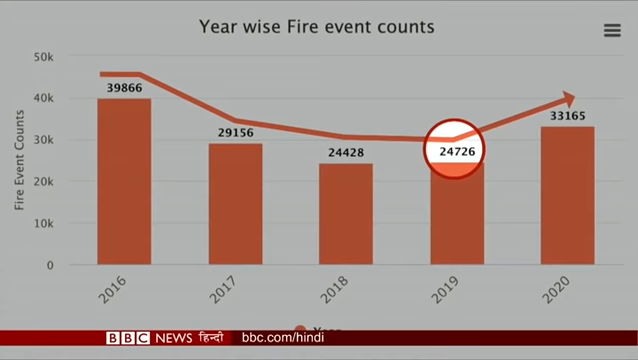 Year wise Fire event counts
50k
40k
30k
20k
10k
0
Fire Event Counts
39866
29156
24428
24726
33165
2016
2017
2018
2019
2020
BBC NEWS हिन्दी bbc.com/hindi